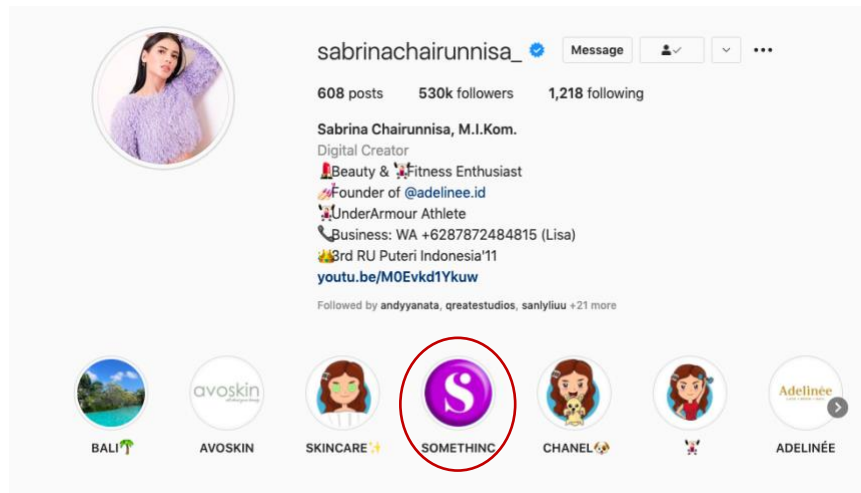 sabrinachairunnisa_ Message
608 posts 530k followers 1,218 following
Sabrina Chairunnisa, M.I.Kom.
Digital Creator
💄Beauty & 🏋️‍♀️Fitness Enthusiast
💅Founder of @adelinee.id
🏋️‍♀️UnderArmour Athlete
📞Business: WA +6287872484815 (Lisa)
👑3rd RU Puteri Indonesia'11
youtu.be/M0Evkd1Ykuw
Followed by andyyanata, qreatestudios, sanlyliuu +21 more
avoskin
S
Adelinée
BALI🌴 AVOSKIN SKINCARE✨ SOMETHINC CHANEL🐶 🏋️‍♀️ ADELINÉE